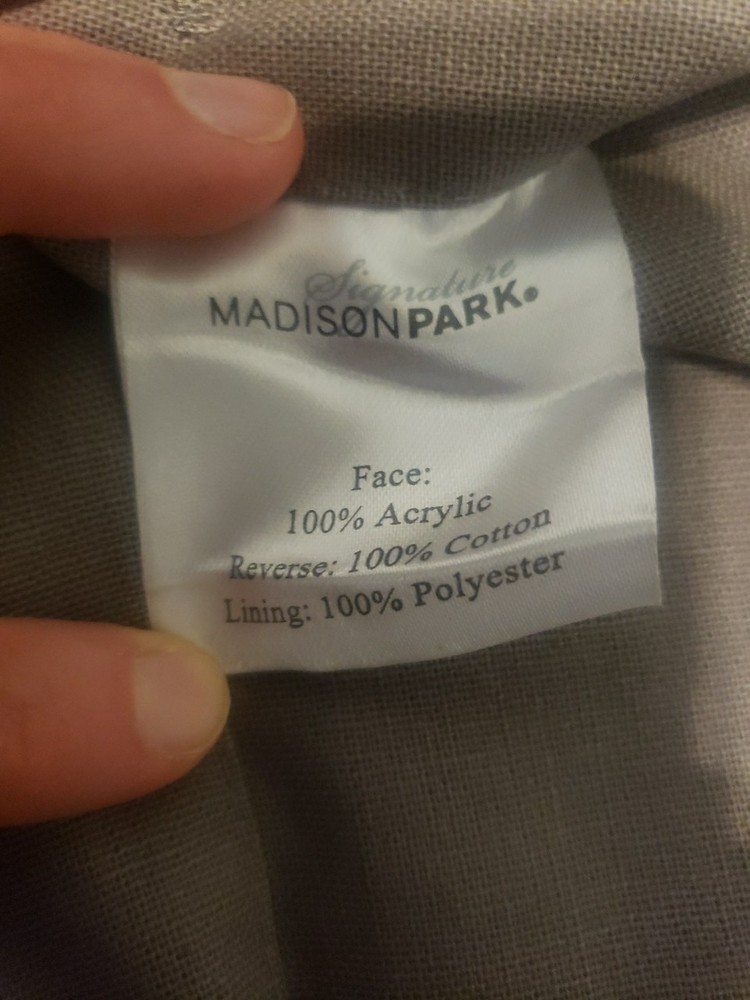 Signature
MADISONPARK.
Face:
100% Acrylic
Reverse: 100% Cotton
Lining: 100% Polyester